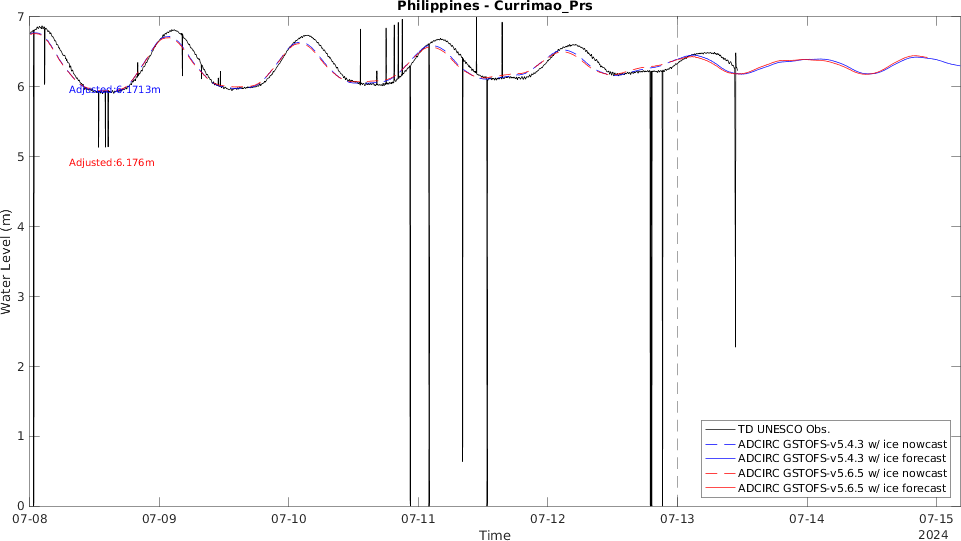 Philippines - Currimao_Prs
Water Level (m)
7
6
5
4
3
2
1
0
Adjusted:6.1713m
Adjusted:6.176m
TD UNESCO Obs.
ADCIRC GSTOFS-v5.4.3 w/ ice nowcast
ADCIRC GSTOFS-v5.4.3 w/ ice forecast
ADCIRC GSTOFS-v5.6.5 w/ ice nowcast
ADCIRC GSTOFS-v5.6.5 w/ ice forecast
07-08 07-09 07-10 07-11 07-12 07-13 07-14 07-15
Time
2024